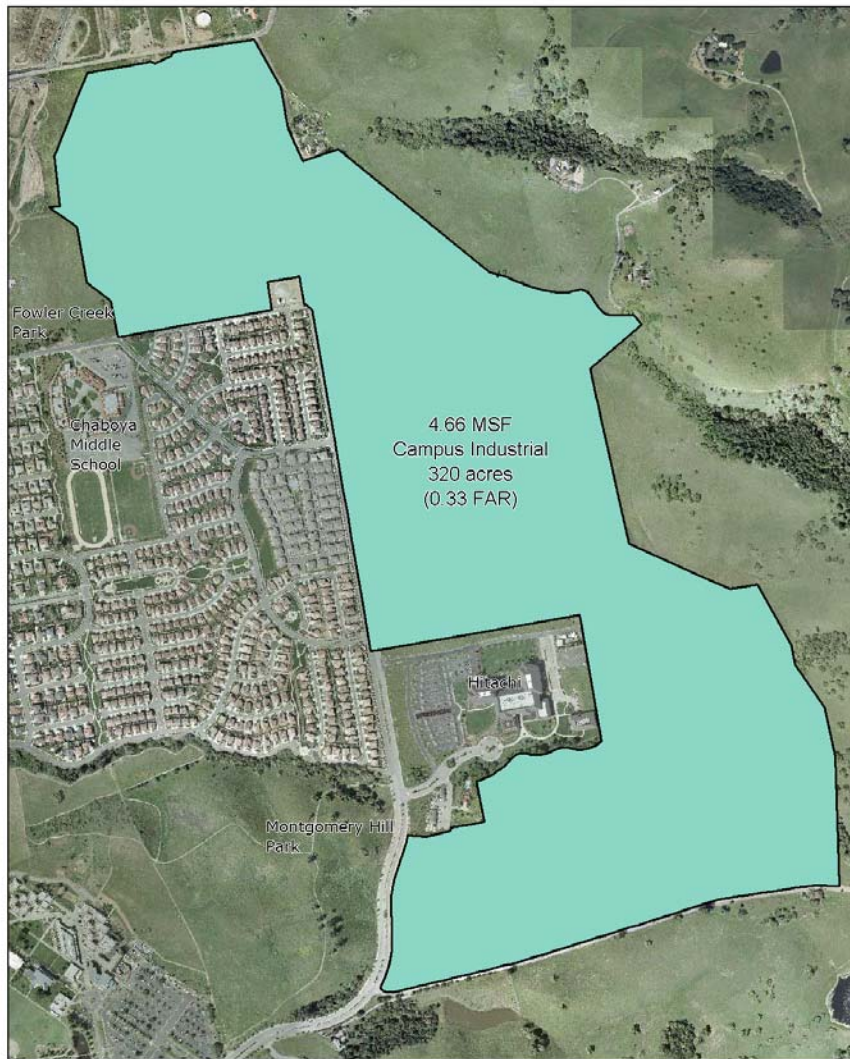 Fowler Creek
Park
Chaboya
Middle
School
4.66 MSF
Campus Industrial
320 acres
(0.33 FAR)
Hitachi
Montgomery Hill
Park